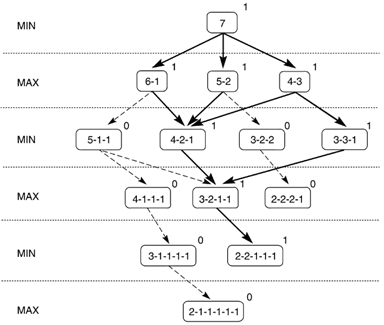 1
MIN 7
1 1 1
MAX 6-1 5-2 4-3
0 1 0 1
MIN 5-1-1 4-2-1 3-2-2 3-3-1
0 1 0
MAX 4-1-1-1 3-2-1-1 2-2-2-1
0 1
MIN 3-1-1-1-1 2-2-1-1-1
0
MAX 2-1-1-1-1-1